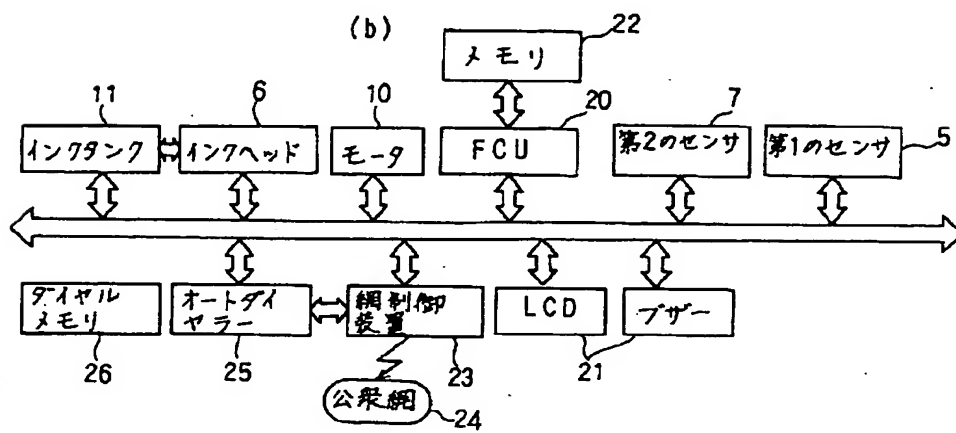 (b)
22
メモリ
11
6
10
20
7
インクタンク
インクヘッド
モータ
FCU
第2のセンサ
第1のセンサ
5
ダイヤル
メモリ
オートダイ
ヤラー
網制御
装置
LCD
ブザー
26
25
23
21
公衆網
24